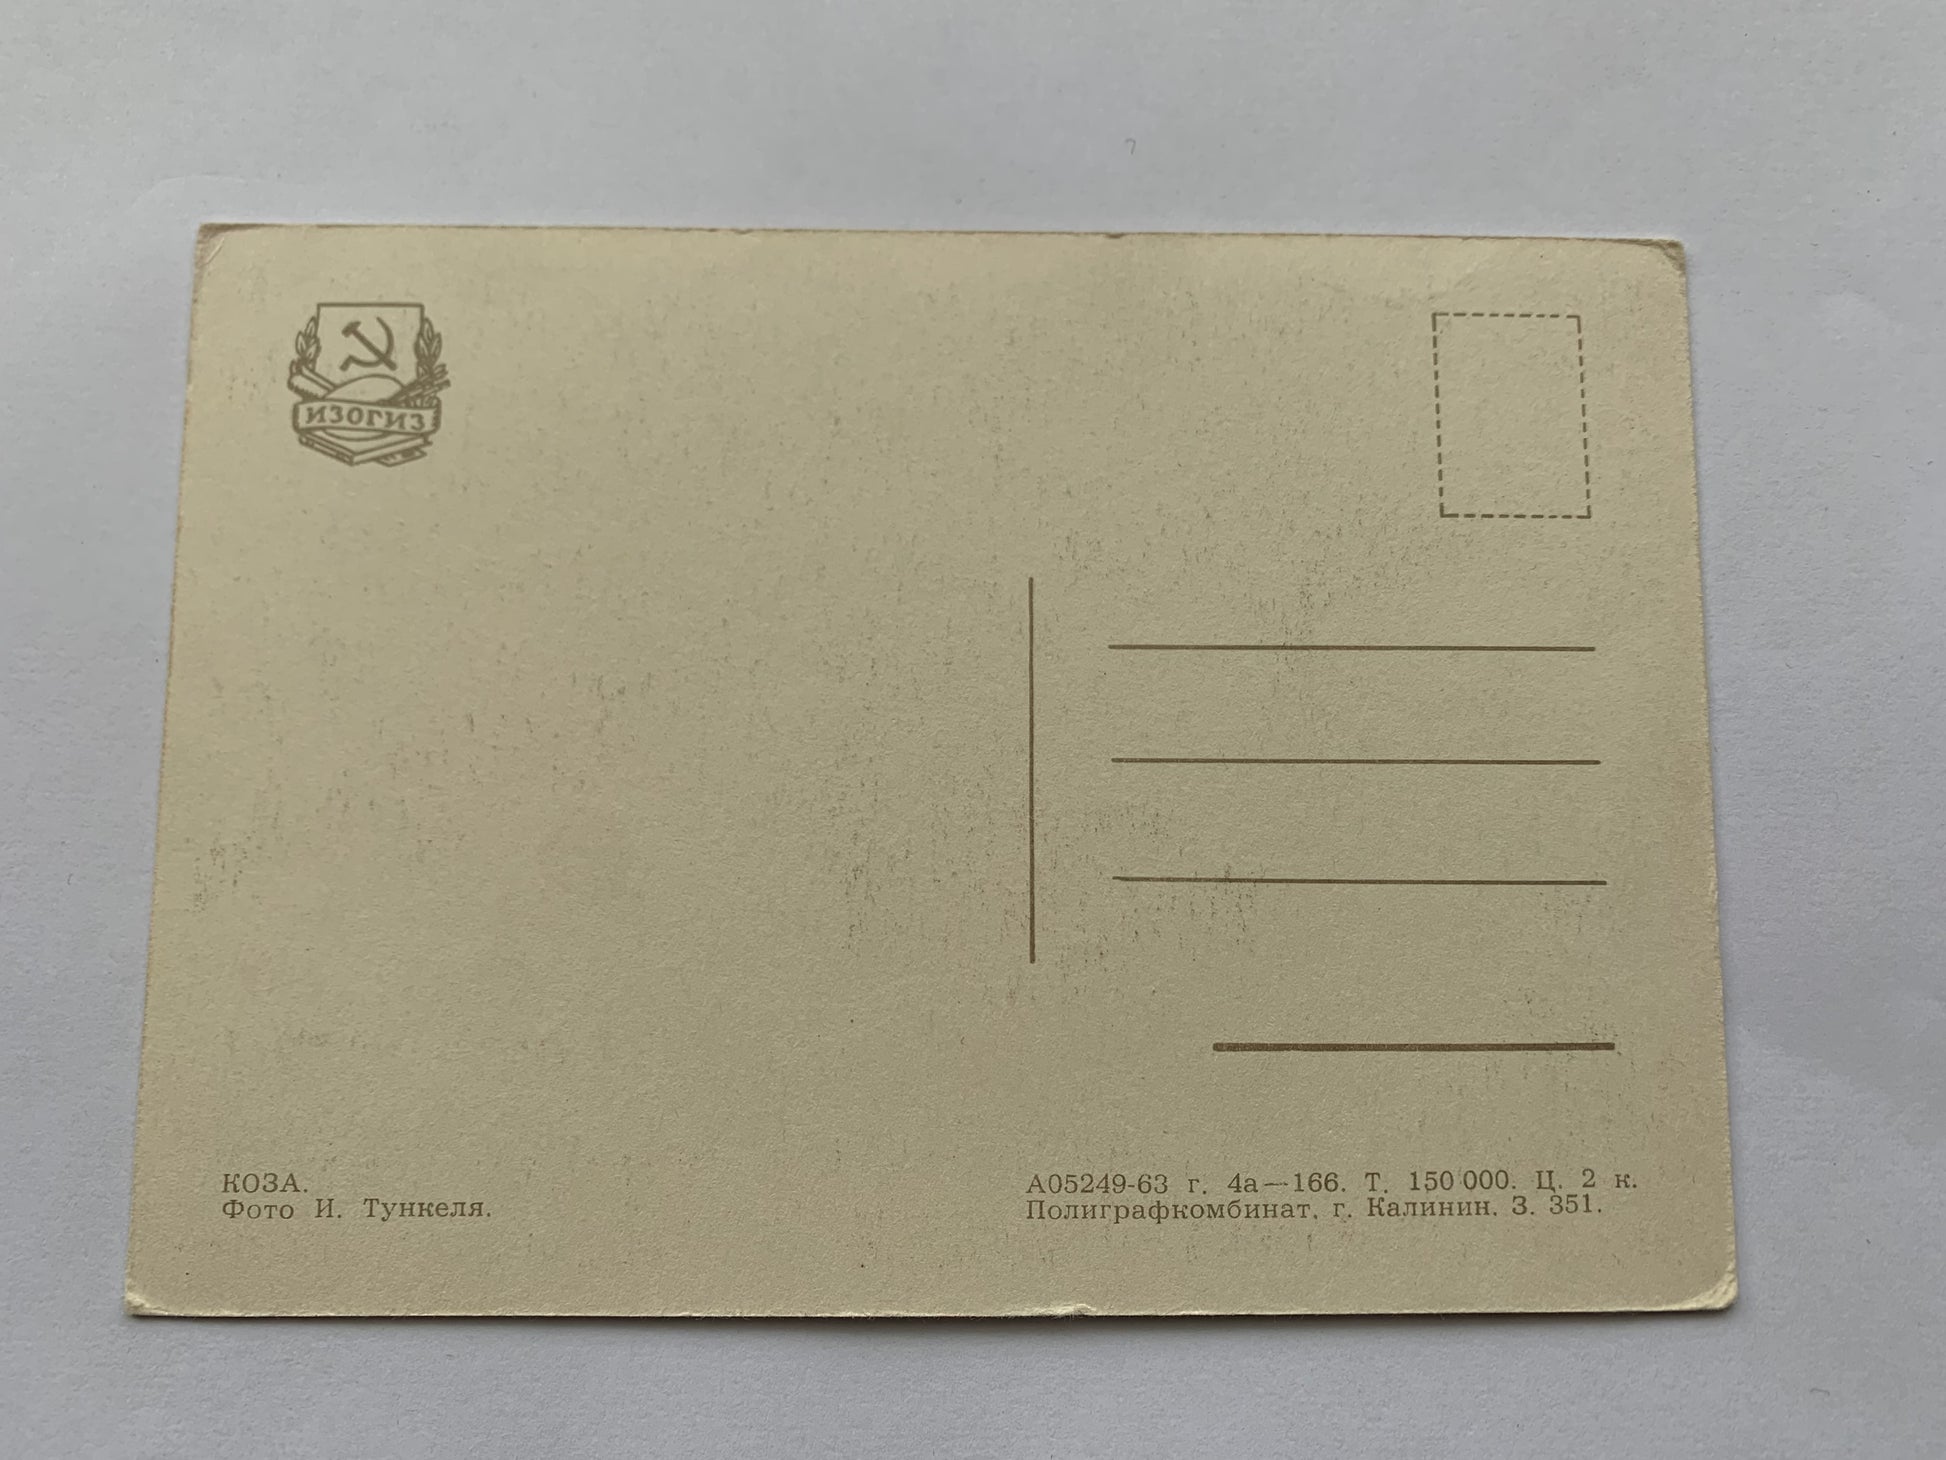 ИЗОГИЗ
КОЗА.
Фото И. Тункеля.
А05249-63 г. 4а—166. Т. 150 000. Ц. 2 к.
Полиграфкомбинат, г. Калинин. З. 351.